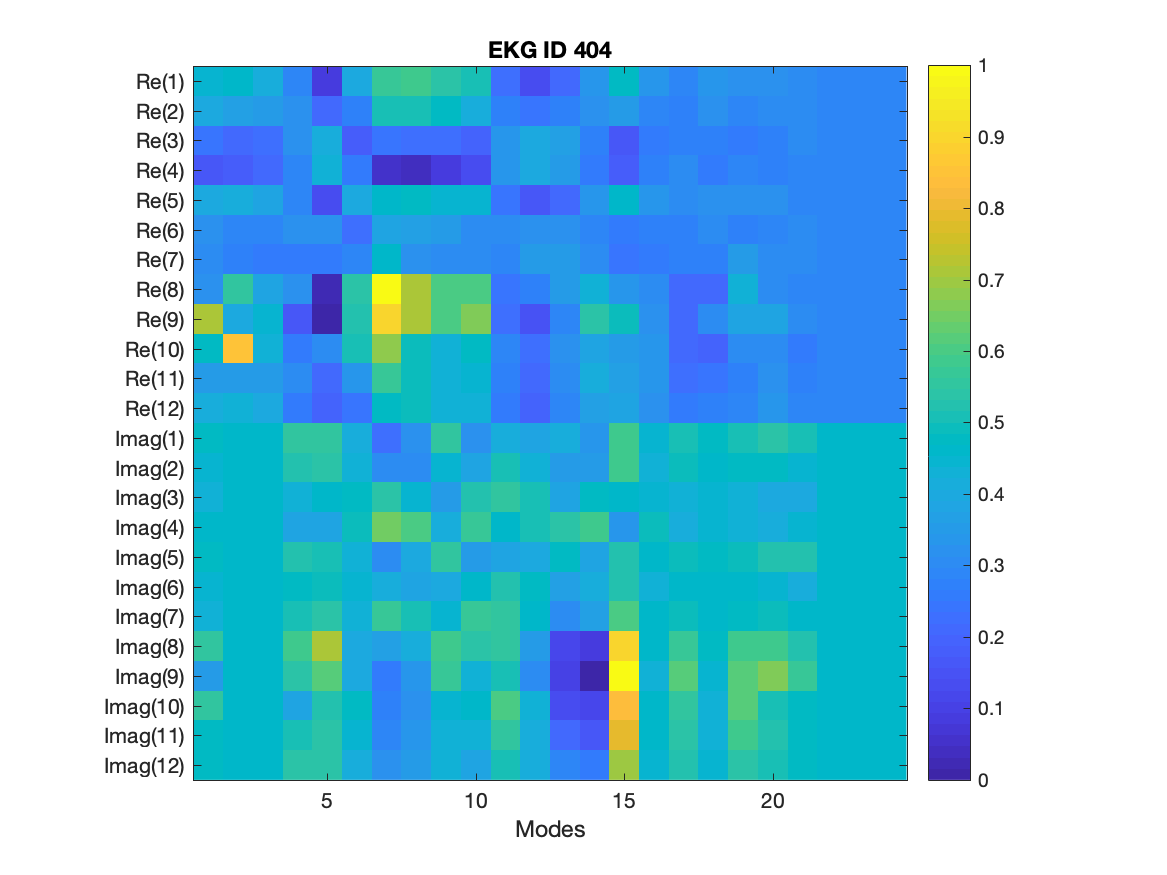 EKG ID 404
Re(1)
Re(2)
Re(3)
Re(4)
Re(5)
Re(6)
Re(7)
Re(8)
Re(9)
Re(10)
Re(11)
Re(12)
Imag(1)
Imag(2)
Imag(3)
Imag(4)
Imag(5)
Imag(6)
Imag(7)
Imag(8)
Imag(9)
Imag(10)
Imag(11)
Imag(12)
5 10 15 20
Modes
1
0.9
0.8
0.7
0.6
0.5
0.4
0.3
0.2
0.1
0